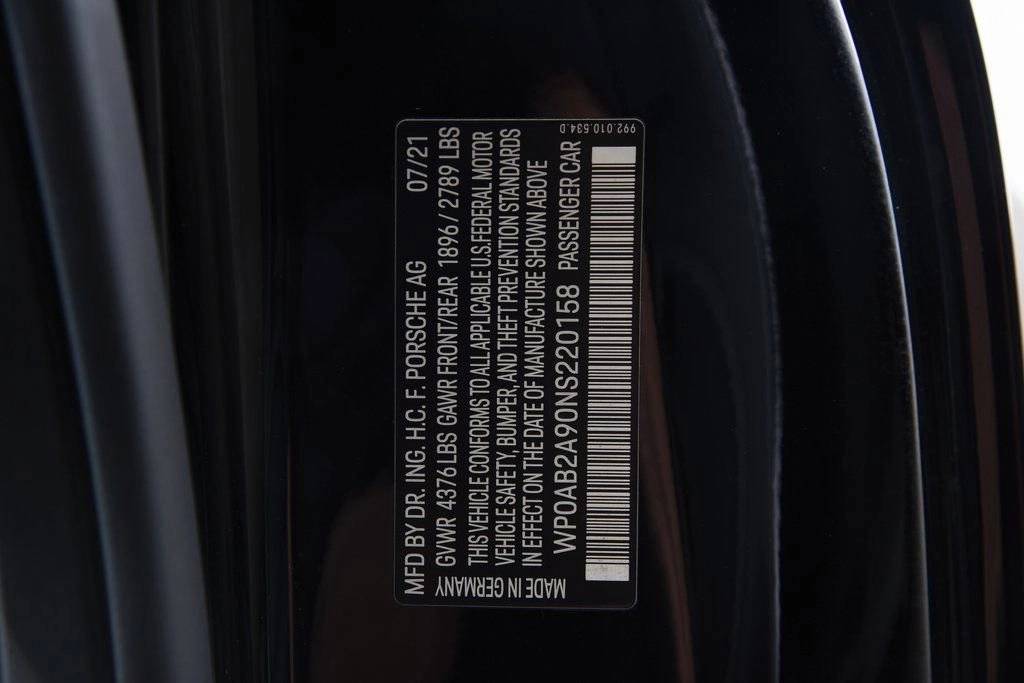 MFD BY DR. ING. H.C. F. PORSCHE AG 07/21
GVWR 4376 LBS GAWR FRONT/REAR 1896 / 2789 LBS
THIS VEHICLE CONFORMS TO ALL APPLICABLE U.S.FEDERAL MOTOR
VEHICLE SAFETY, BUMPER, AND THEFT PREVENTION STANDARDS
IN EFFECT ON THE DATE OF MANUFACTURE SHOWN ABOVE
WP0AB2A90NS220158 PASSENGER CAR
MADE IN GERMANY
992.010.534.D